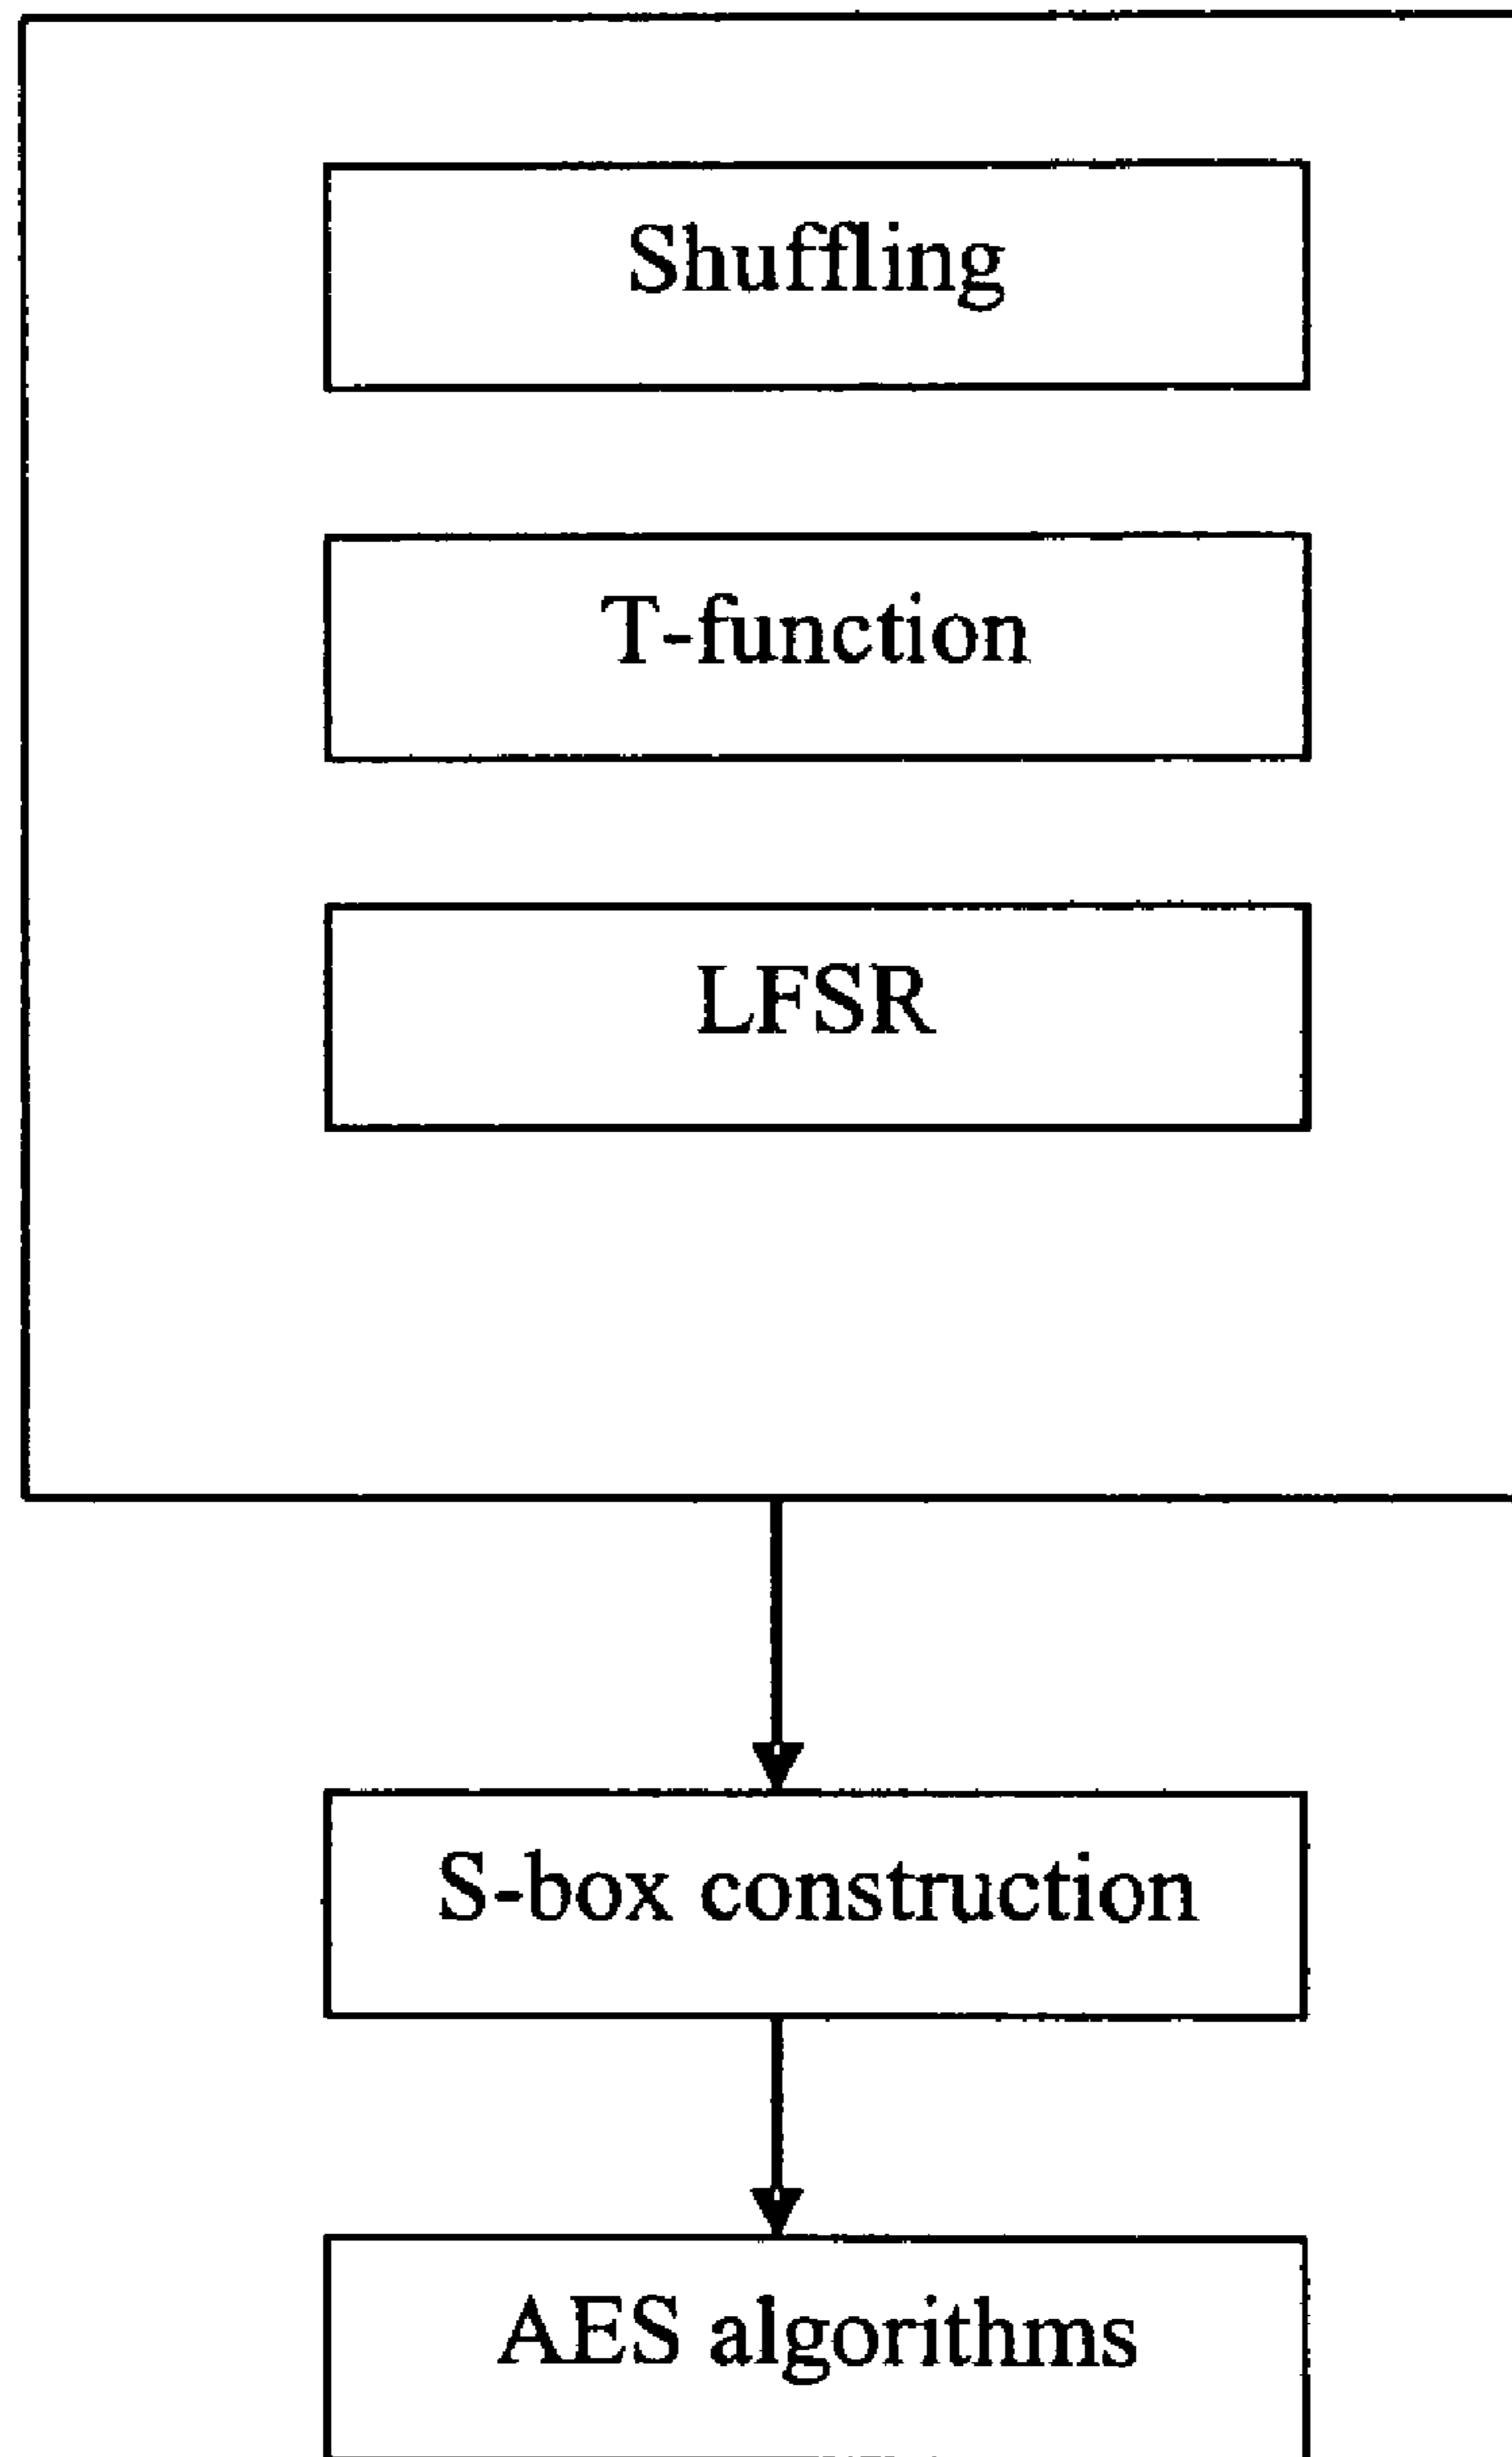 Shuffling
T-function
LFSR
S-box construction
AES algorithms